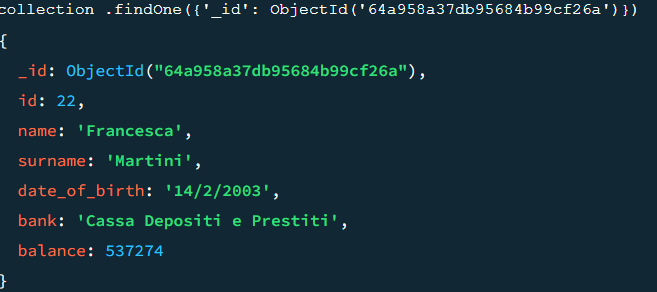 collection .findOne({'_id': ObjectId('64a958a37db95684b99cf26a')})
{
_id: ObjectId("64a958a37db95684b99cf26a"),
id: 22,
name: 'Francesca',
surname: 'Martini',
date_of_birth: '14/2/2003',
bank: 'Cassa Depositi e Prestiti',
balance: 537274
}